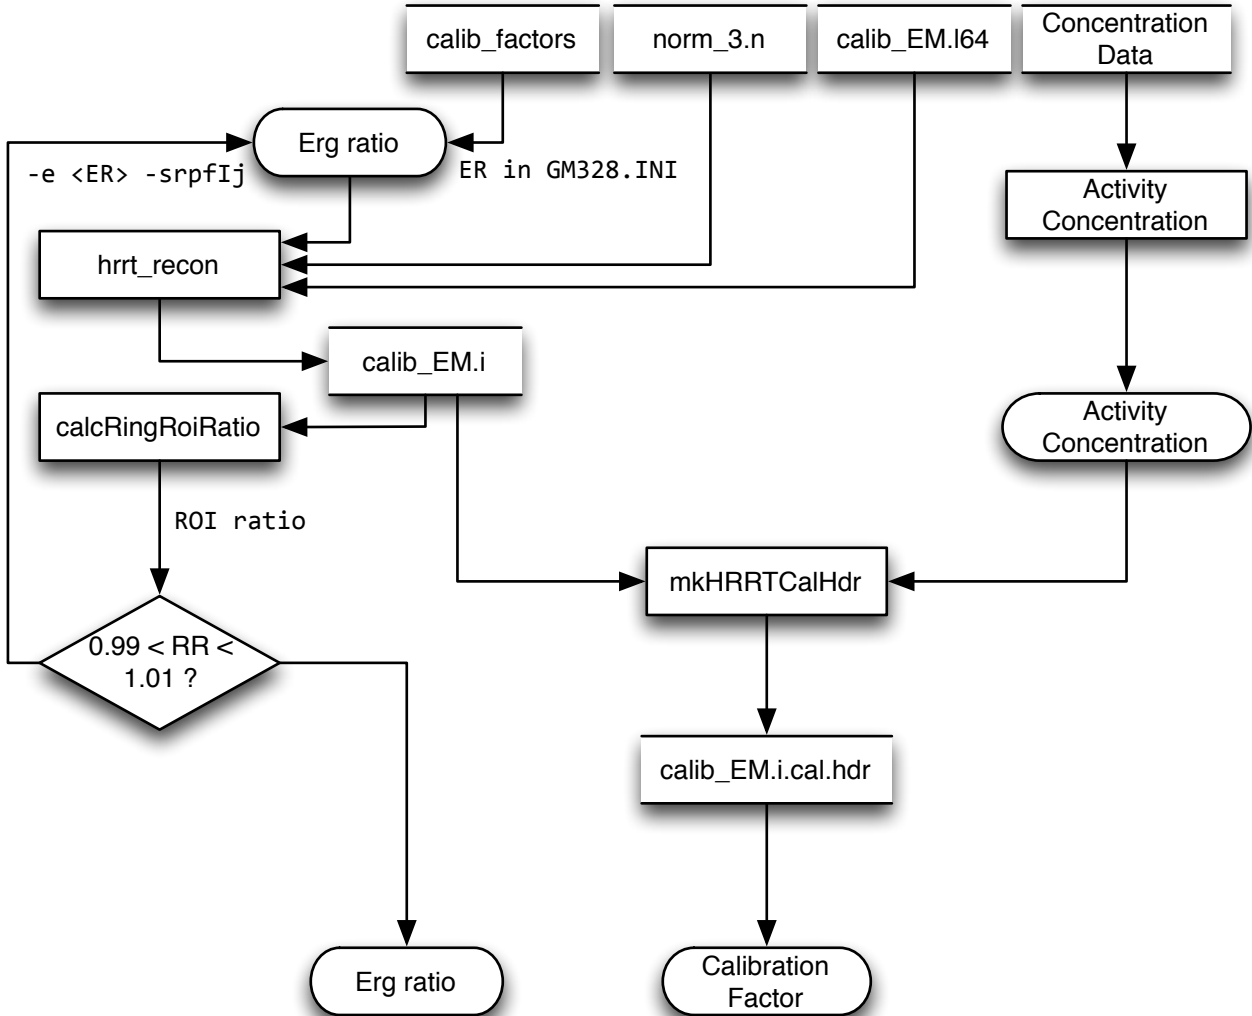 calib_factors
norm_3.n
calib_EM.l64
Concentration
Data
Erg ratio
-e <ER> -srpfIj
ER in GM328.INI
Activity
Concentration
hrrt_recon
calib_EM.i
calcRingRoiRatio
Activity
Concentration
ROI ratio
mkHRRTCalHdr
0.99 < RR <
1.01 ?
calib_EM.i.cal.hdr
Erg ratio
Calibration
Factor